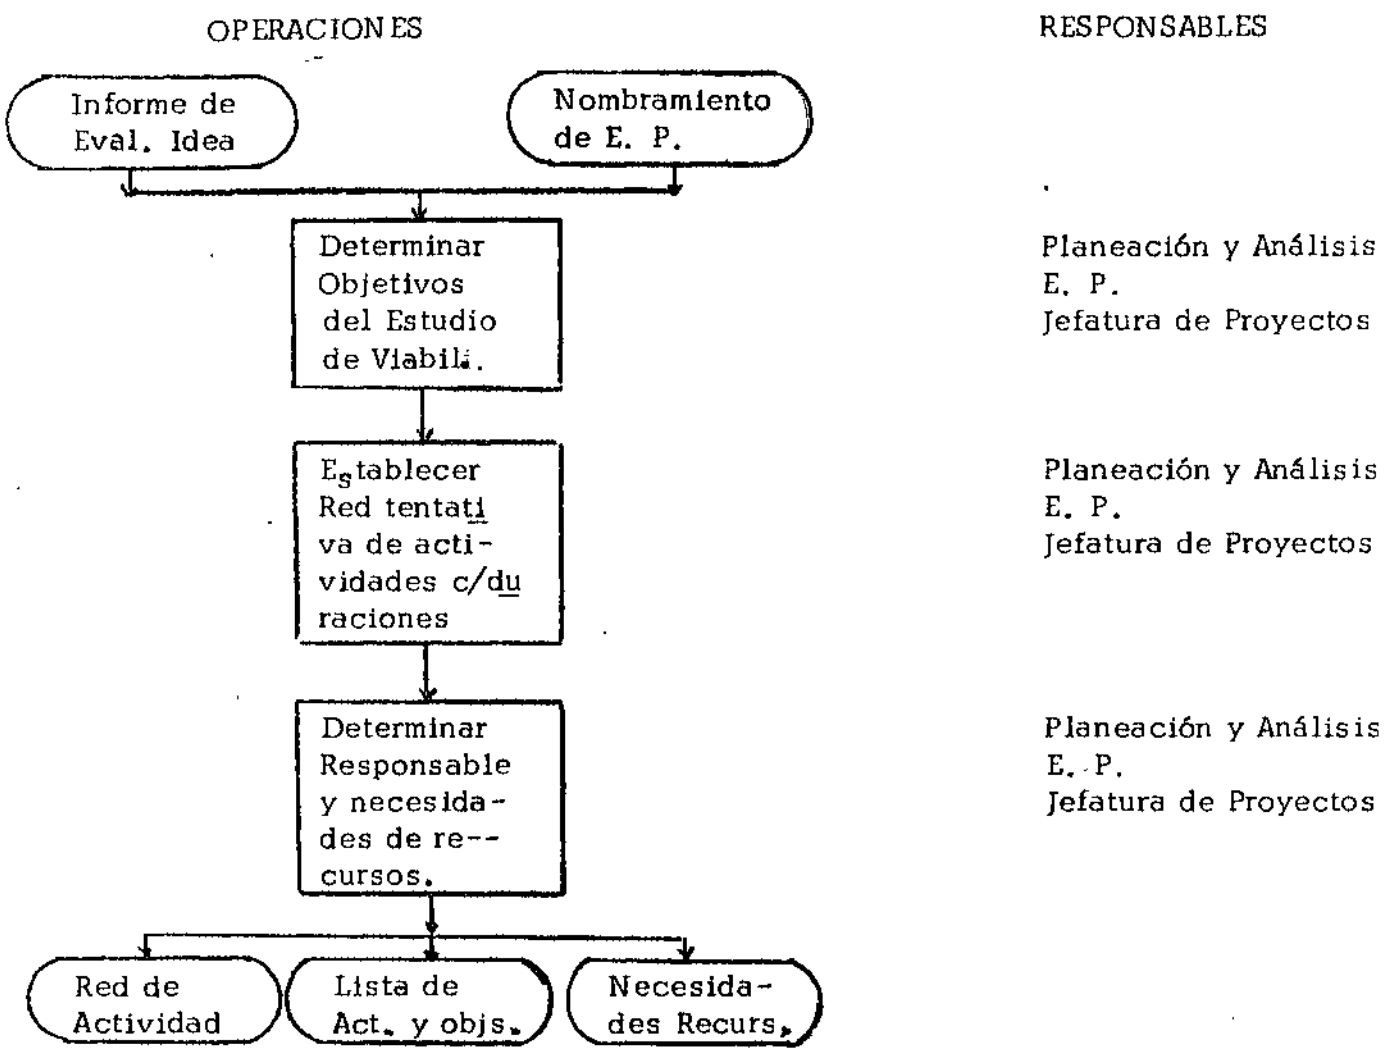 OPERACIONES
RESPONSABLES
Informe de
Eval. Idea
Nombramiento
de E. P.
Determinar
Objetivos
del Estudio
de Viabili.
Planeación y Análisis
E. P.
Jefatura de Proyectos
Establecer
Red tentati
va de acti-
vidades c/du
raciones
Planeación y Análisis
E. P.
Jefatura de Proyectos
Determinar
Responsable
y necesida-
des de re--
cursos.
Planeación y Análisis
E. P.
Jefatura de Proyectos
Red de
Actividad
Lista de
Act. y objs.
Necesida-
des Recurs.